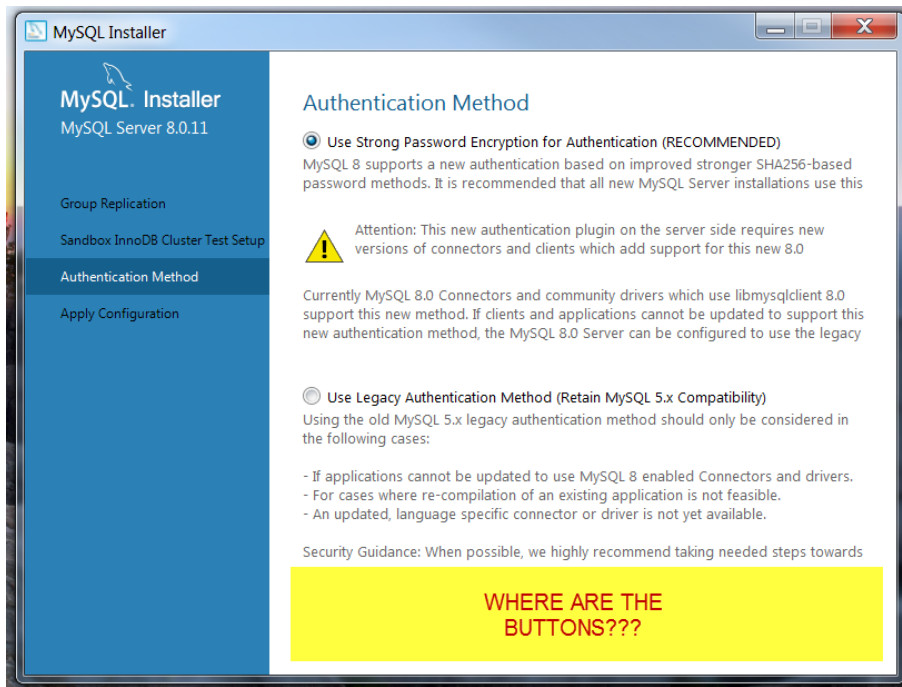 MySQL Installer
MySQL. Installer
MySQL Server 8.0.11
Group Replication
Sandbox InnoDB Cluster Test Setup
Authentication Method
Apply Configuration
Authentication Method
Use Strong Password Encryption for Authentication (RECOMMENDED)
MySQL 8 supports a new authentication based on improved stronger SHA256-based
password methods. It is recommended that all new MySQL Server installations use this
Attention: This new authentication plugin on the server side requires new
versions of connectors and clients which add support for this new 8.0
Currently MySQL 8.0 Connectors and community drivers which use libmysqlclient 8.0
support this new method. If clients and applications cannot be updated to support this
new authentication method, the MySQL 8.0 Server can be configured to use the legacy
Use Legacy Authentication Method (Retain MySQL 5.x Compatibility)
Using the old MySQL 5.x legacy authentication method should only be considered in
the following cases:
- If applications cannot be updated to use MySQL 8 enabled Connectors and drivers.
- For cases where re-compilation of an existing application is not feasible.
- An updated, language specific connector or driver is not yet available.
Security Guidance: When possible, we highly recommend taking needed steps towards
WHERE ARE THE
BUTTONS???